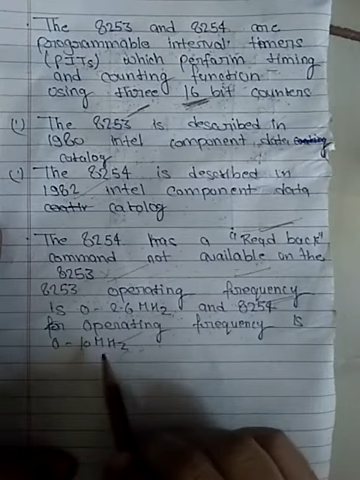 · The 8253 and 8254 are
programmable interval timers
(PITs) which perform timing
and counting function
using three 16 bit counters
(i) The 8253 is described in
1980 intel component data
catalog
(i) The 8254 is described in
1982 intel component data
catolog
· The 8254 has a "Read back"
command not available on the
8253
8253 operating frequency
is 0 - 2.6 MHz and 8254
for operating frequency is
0 - 10 MHz